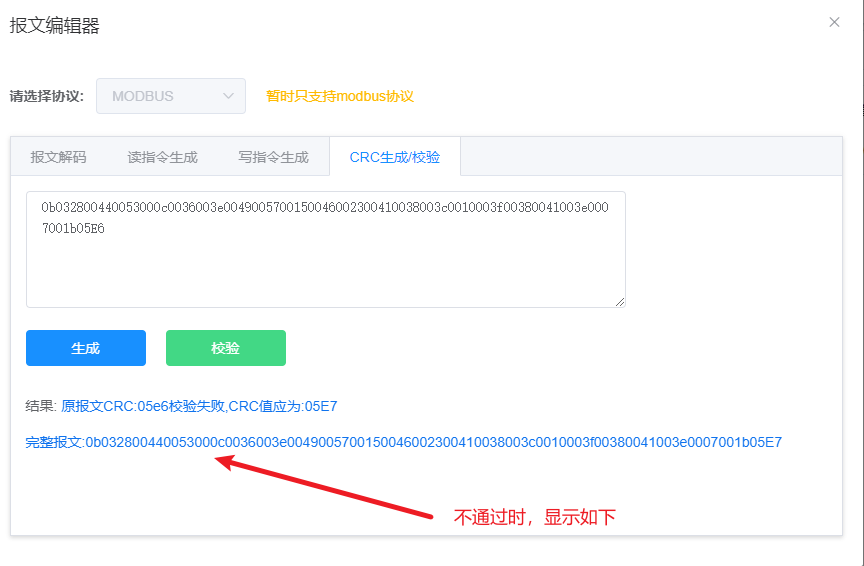 报文编辑器
请选择协议: MODBUS 暂时只支持modbus协议
报文解码 读指令生成 写指令生成 CRC生成/校验
0b032800440053000c0036003e0049005700150046002300410038003c0010003f00380041003e000
7001b05E6
生成 校验
结果: 原报文CRC:05e6校验失败,CRC值应为:05E7
完整报文:0b032800440053000c0036003e0049005700150046002300410038003c0010003f00380041003e0007001b05E7
不通过时，显示如下